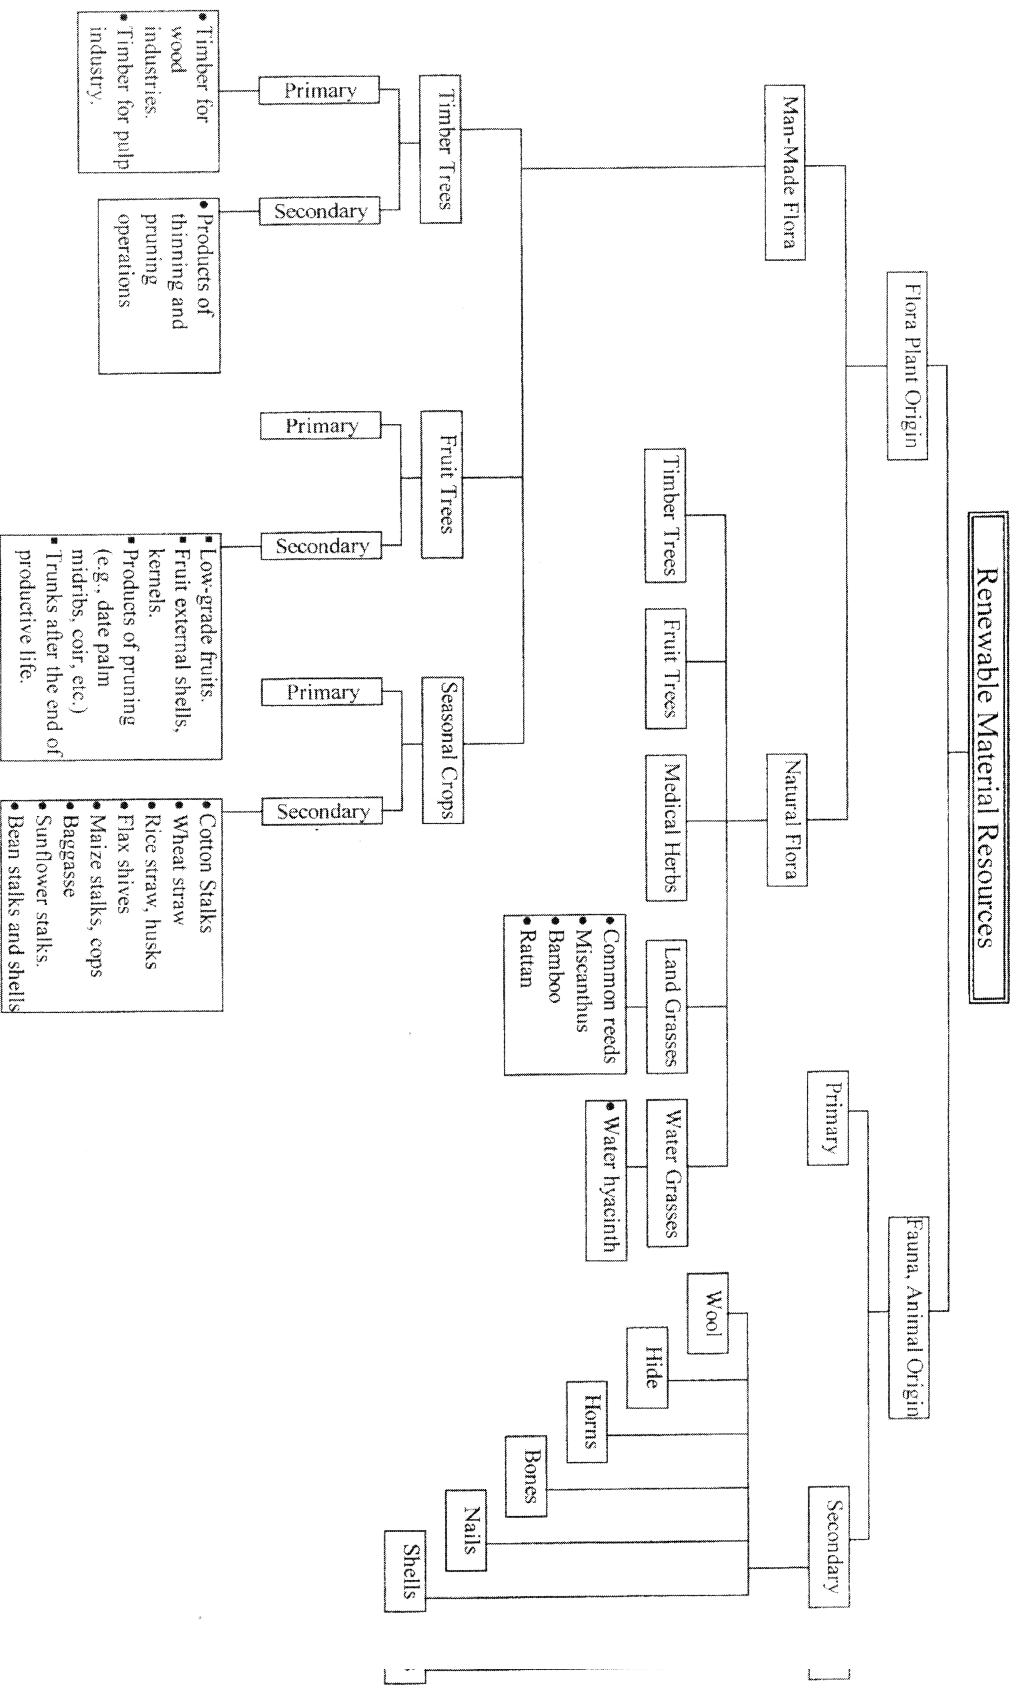 Renewable Material Resources
Flora Plant Origin
Fauna, Animal Origin
Man-Made Flora
Natural Flora
Primary
Secondary
Timber Trees
Fruit Trees
Medical Herbs
Land Grasses
Water Grasses
• Common reeds
• Miscanthus
• Bamboo
• Rattan
• Water hyacinth
Wool
Hide
Horns
Bones
Nails
Shells
Timber Trees
Fruit Trees
Seasonal Crops
Primary
Secondary
Primary
Secondary
Primary
Secondary
• Timber for
wood
industries.
• Timber for pulp
industry.
• Products of
thinning and
pruning
operations
▪ Low-grade fruits.
▪ Fruit external shells,
kernels.
▪ Products of pruning
(e.g., date palm
midribs, coir, etc.)
▪ Trunks after the end of
productive life.
• Cotton Stalks
• Wheat straw
• Rice straw, husks
• Flax shives
• Maize stalks, cops
• Baggasse
• Sunflower stalks.
• Bean stalks and shells